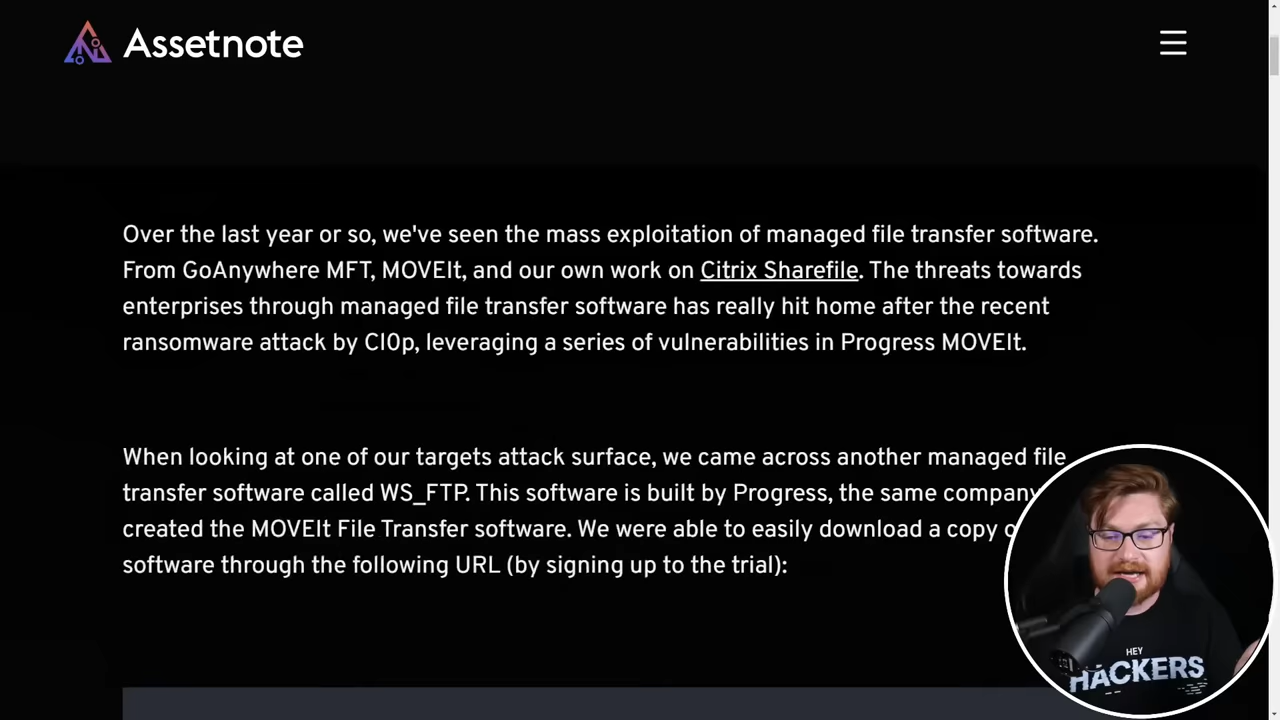 Assetnote
Over the last year or so, we've seen the mass exploitation of managed file transfer software.
From GoAnywhere MFT, MOVEIt, and our own work on Citrix Sharefile. The threats towards
enterprises through managed file transfer software has really hit home after the recent
ransomware attack by Cl0p, leveraging a series of vulnerabilities in Progress MOVEIt.
When looking at one of our targets attack surface, we came across another managed file
transfer software called WS_FTP. This software is built by Progress, the same company
created the MOVEIt File Transfer software. We were able to easily download a copy o
software through the following URL (by signing up to the trial):
HEY
HACKERS